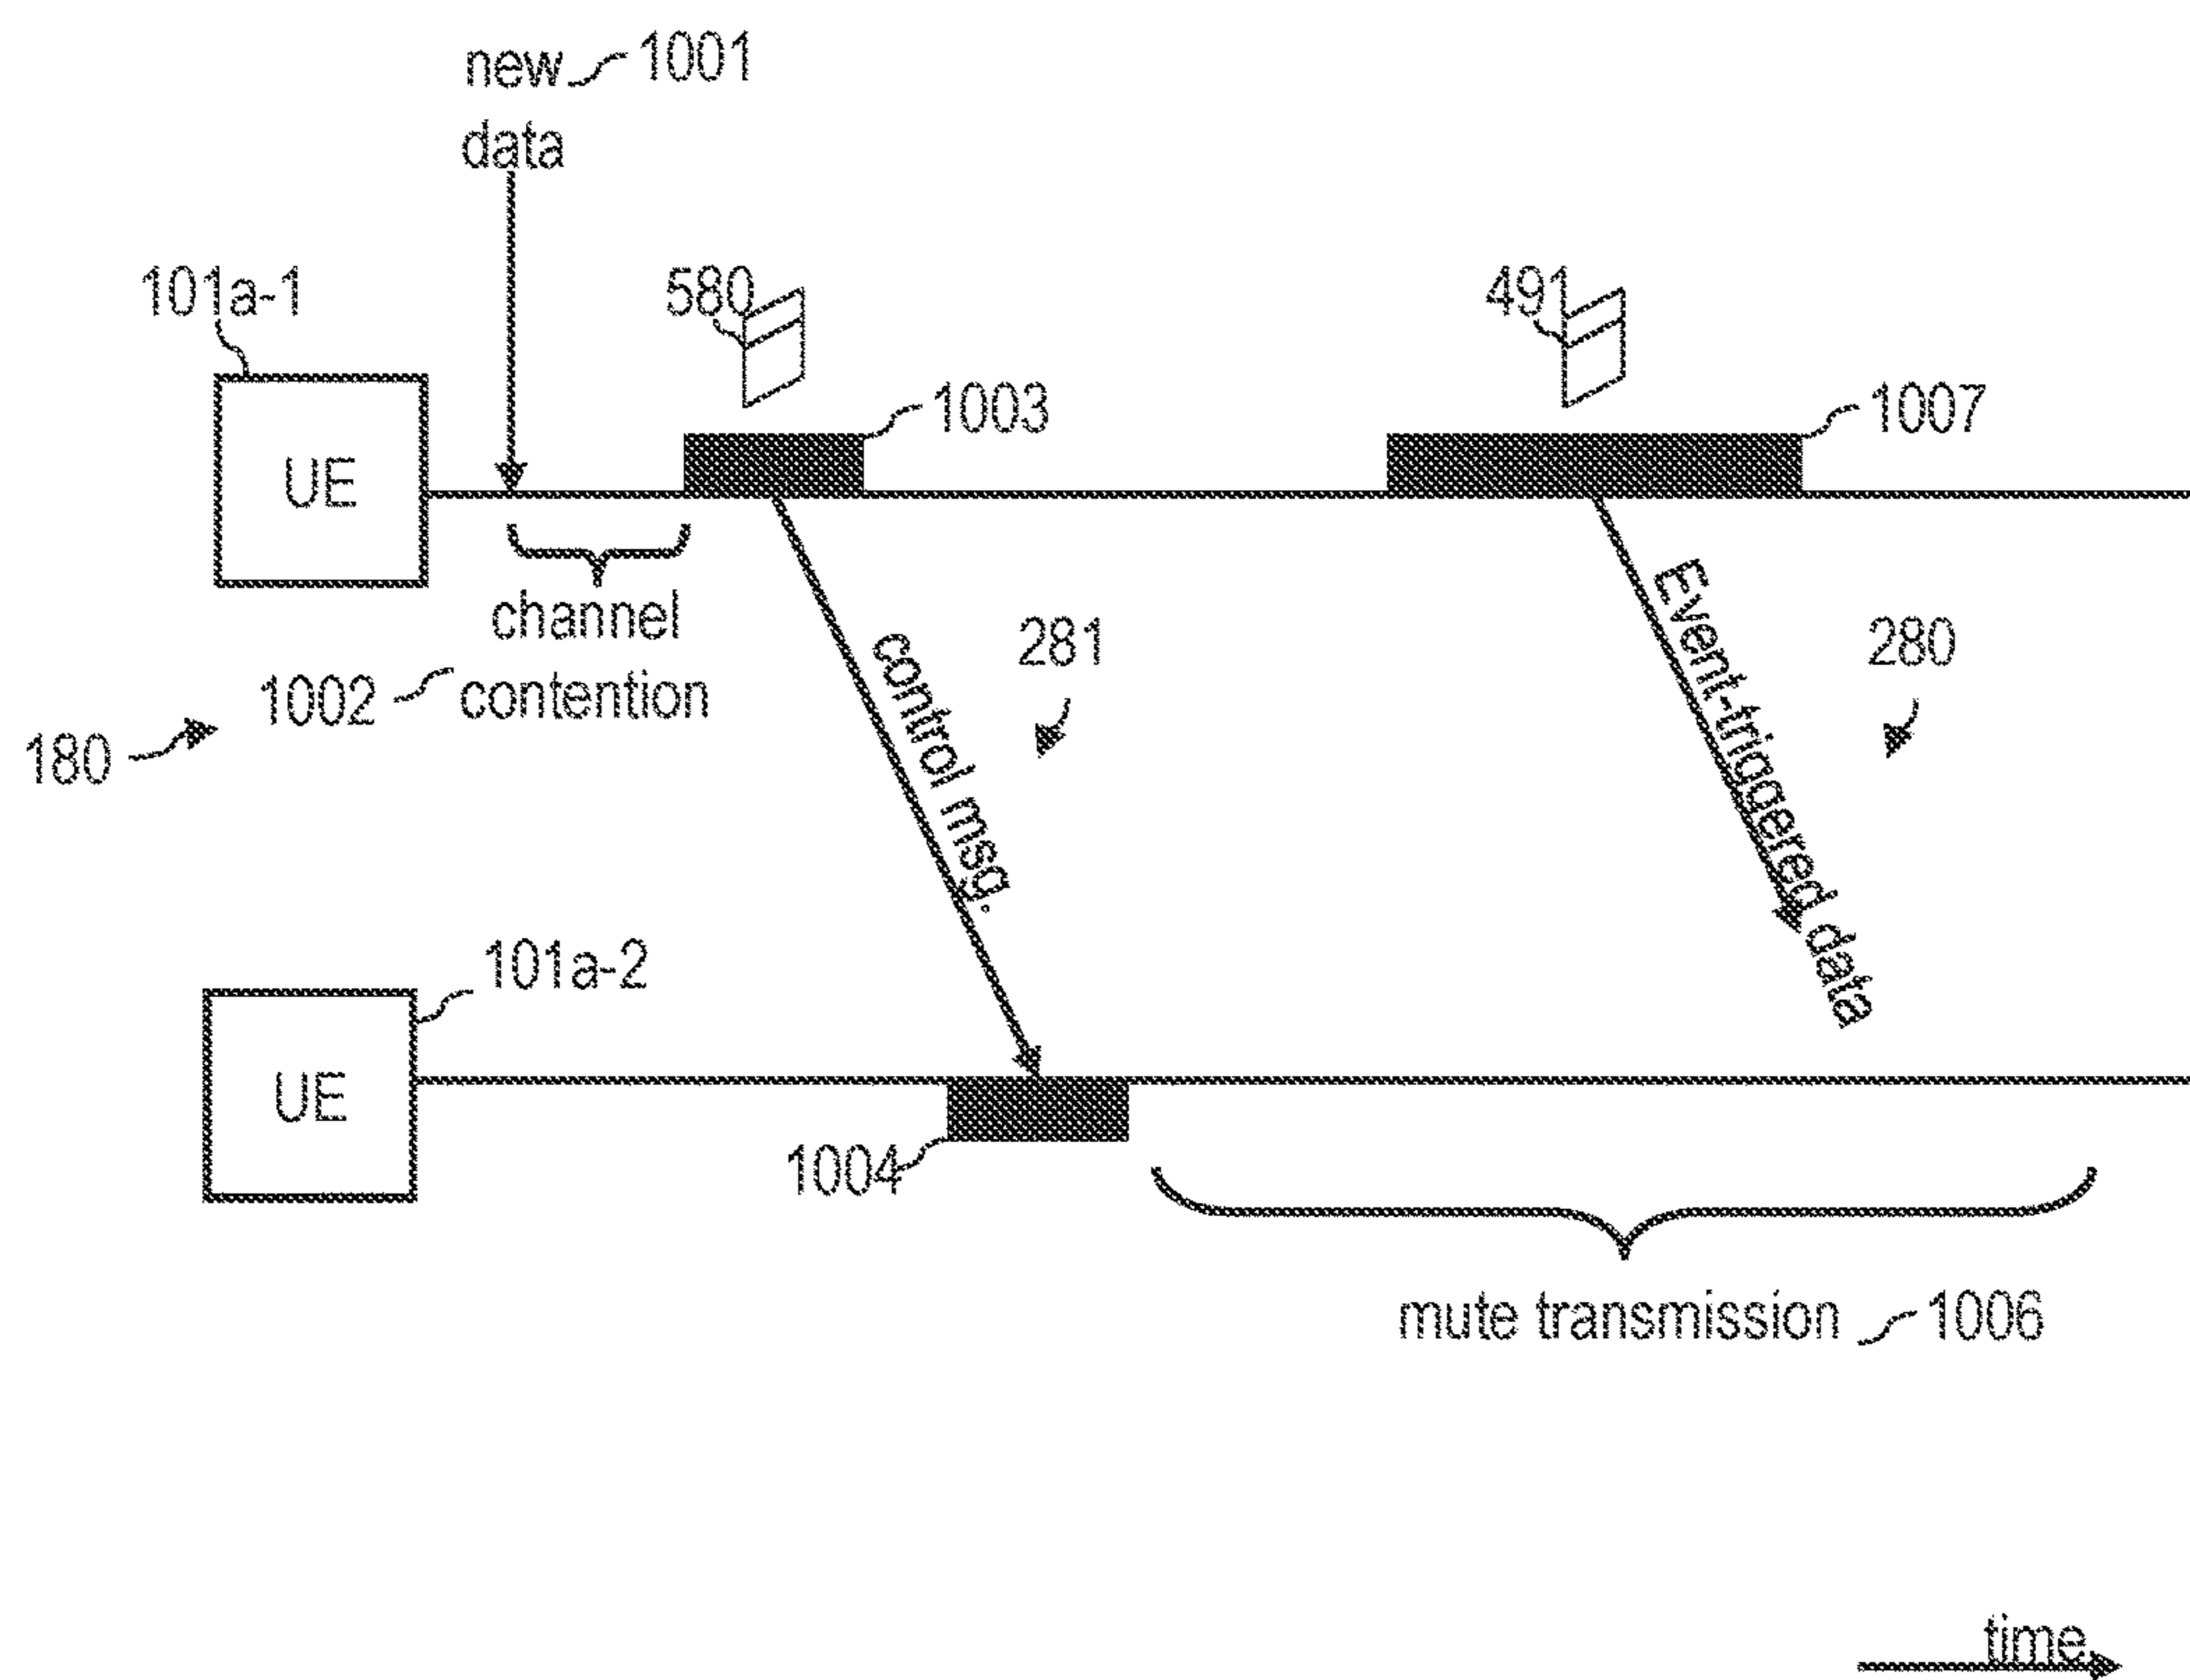 new 1001
data
101a-1
580
491
1003
1007
UE
channel
1002 contention
281
280
180
control msg.
Event-triggered data
101a-2
UE
1004
mute transmission 1006
time